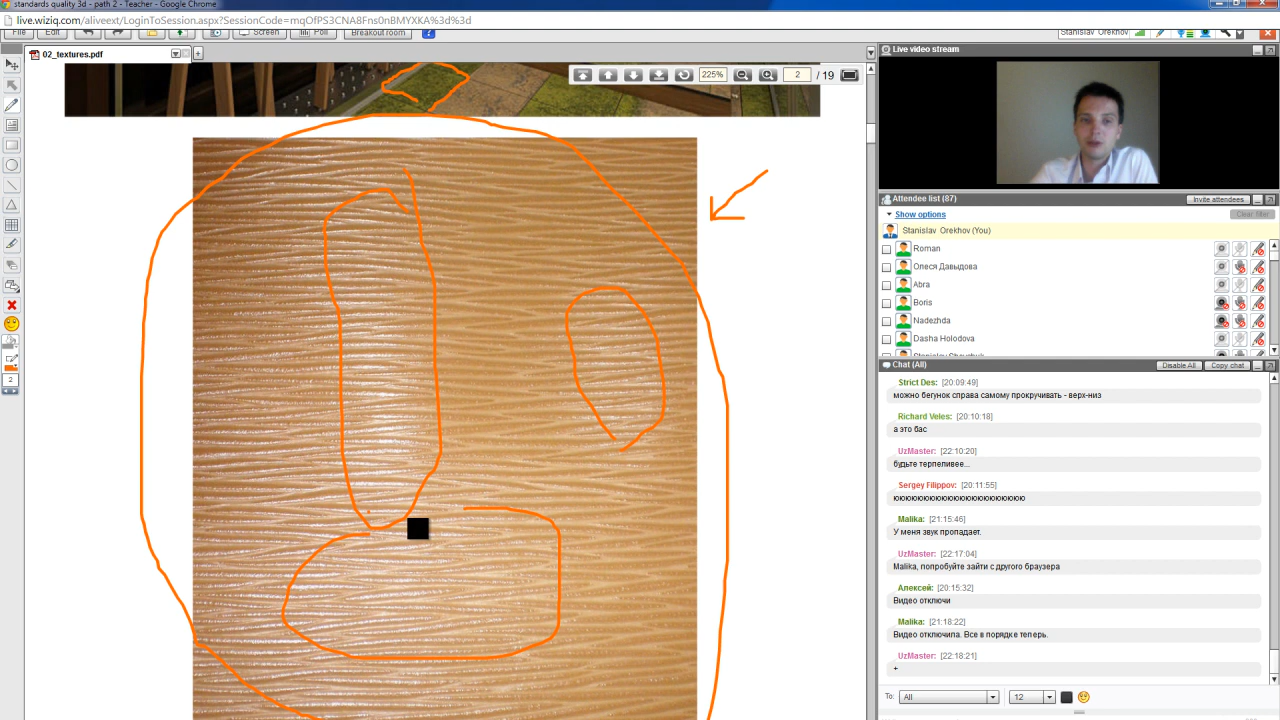 standards quality 3d - path 2 - Teacher - Google Chrome
live.wiziq.com/aliveext/LoginToSession.aspx?SessionCode=mqOfPS3CNA8Fns0nBMYXKA%3d%3d
File Edit Screen Poll Breakout room ? Stanislav Orekhov
02_textures.pdf
225% 2 / 19
2
Live video stream
Attendee list (87) Invite attendees
Show options Clear filter
Stanislav Orekhov (You)
Roman
Олеся Давыдова
Abra
Boris
Nadezhda
Dasha Holodova
Chat (All) Disable All Copy chat
Strict Des: [20:09:49]
можно бегунок справа самому прокручивать - верх-низ
Richard Veles: [20:10:18]
а это бас
UzMaster: [22:10:20]
будьте терпеливее...
Sergey Filippov: [20:11:55]
Malika: [21:15:46]
У меня звук пропадает.
UzMaster: [22:17:04]
Malika, попробуйте зайти с другого браузера
Алексей: [20:15:32]
Видео отключи
Malika: [21:18:22]
Видео отключила. Все в порядке теперь.
UzMaster: [22:18:21]
+
To: All 12